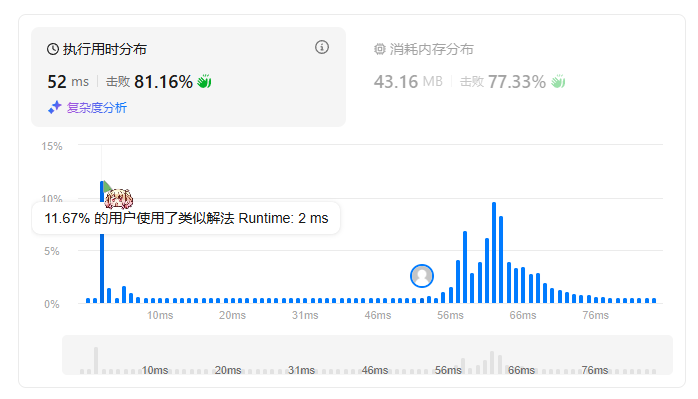 执行用时分布
52 ms 击败 81.16%
复杂度分析
消耗内存分布
43.16 MB 击败 77.33%
15%
10%
5%
0%
11.67% 的用户使用了类似解法 Runtime: 2 ms
10ms 20ms 31ms 46ms 56ms 66ms 76ms
10ms 20ms 31ms 46ms 56ms 66ms 76ms